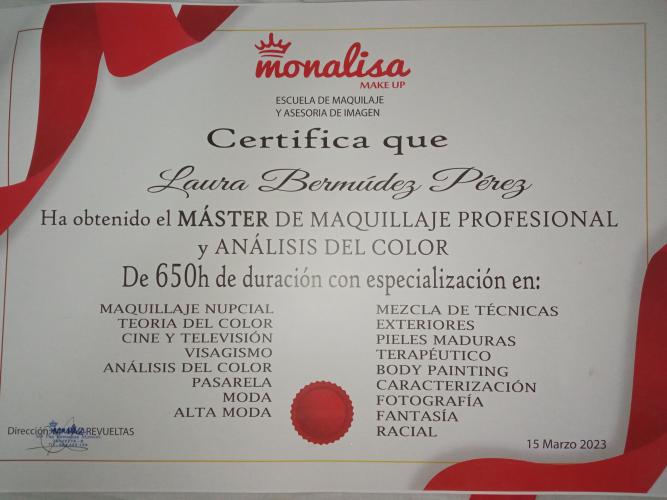 monalisa
MAKE UP
ESCUELA DE MAQUILAJE
Y ASESORIA DE IMAGEN
Certifica que
Laura Bermúdez Pérez
Ha obtenido el MÁSTER DE MAQUILLAJE PROFESIONAL
y ANÁLISIS DEL COLOR
De 650h de duración con especialización en:
MAQUILLAJE NUPCIAL
TEORIA DEL COLOR
CINE Y TELEVISIÓN
VISAGISMO
ANÁLISIS DEL COLOR
PASARELA
MODA
ALTA MODA
MEZCLA DE TÉCNICAS
EXTERIORES
PIELES MADURAS
TERAPÉUTICO
BODY PAINTING
CARACTERIZACIÓN
FOTOGRAFÍA
FANTASÍA
RACIAL
Dirección: REVUELTAS
monalisa
15 Marzo 2023